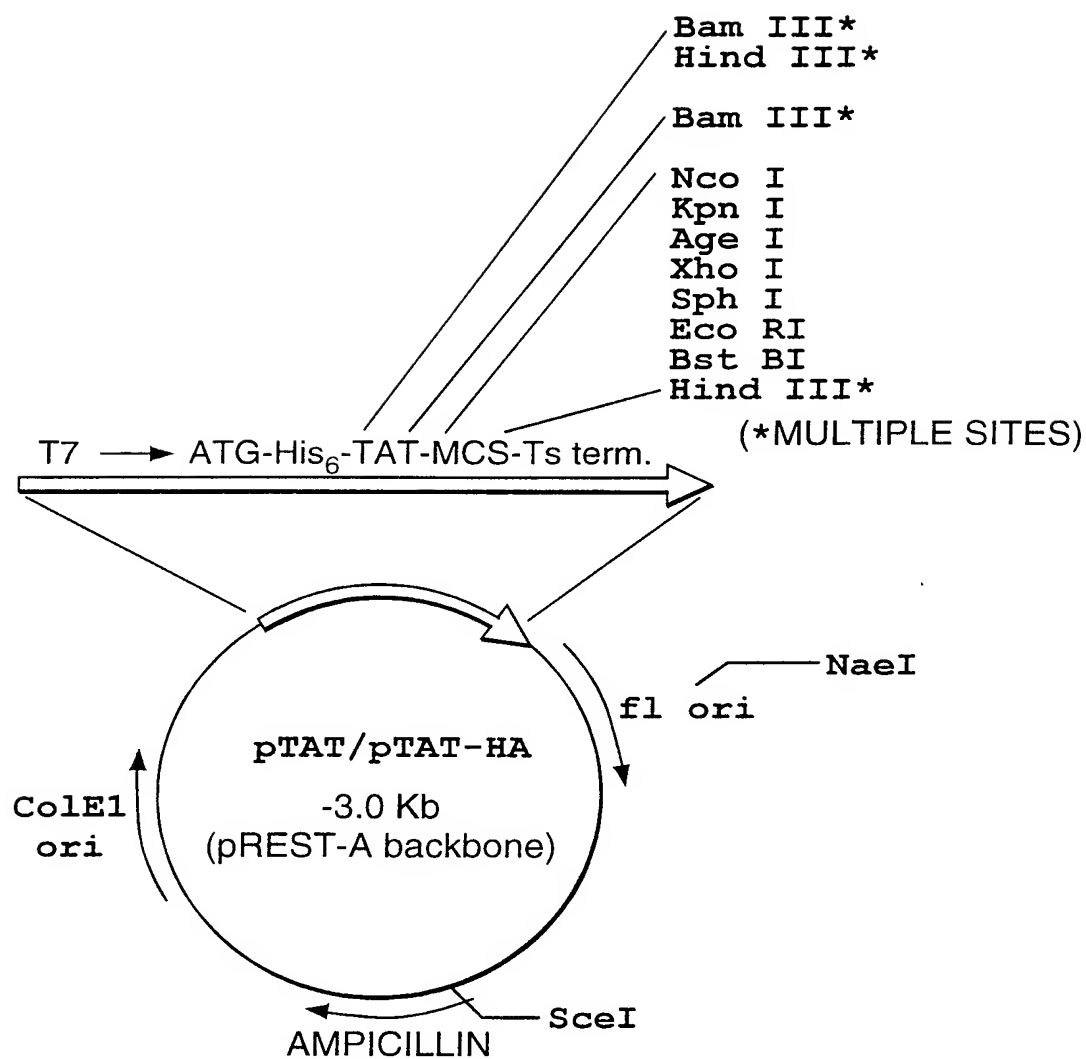 Bam III*
Hind III*
Bam III*
Nco I
Kpn I
Age I
Xho I
Sph I
Eco RI
Bst BI
Hind III*
(*MULTIPLE SITES)
T7 → ATG-His₆-TAT-MCS-Ts term.
NaeI
fl ori
pTAT/pTAT-HA
-3.0 Kb
(pREST-A backbone)
ColE1
ori
SceI
AMPICILLIN